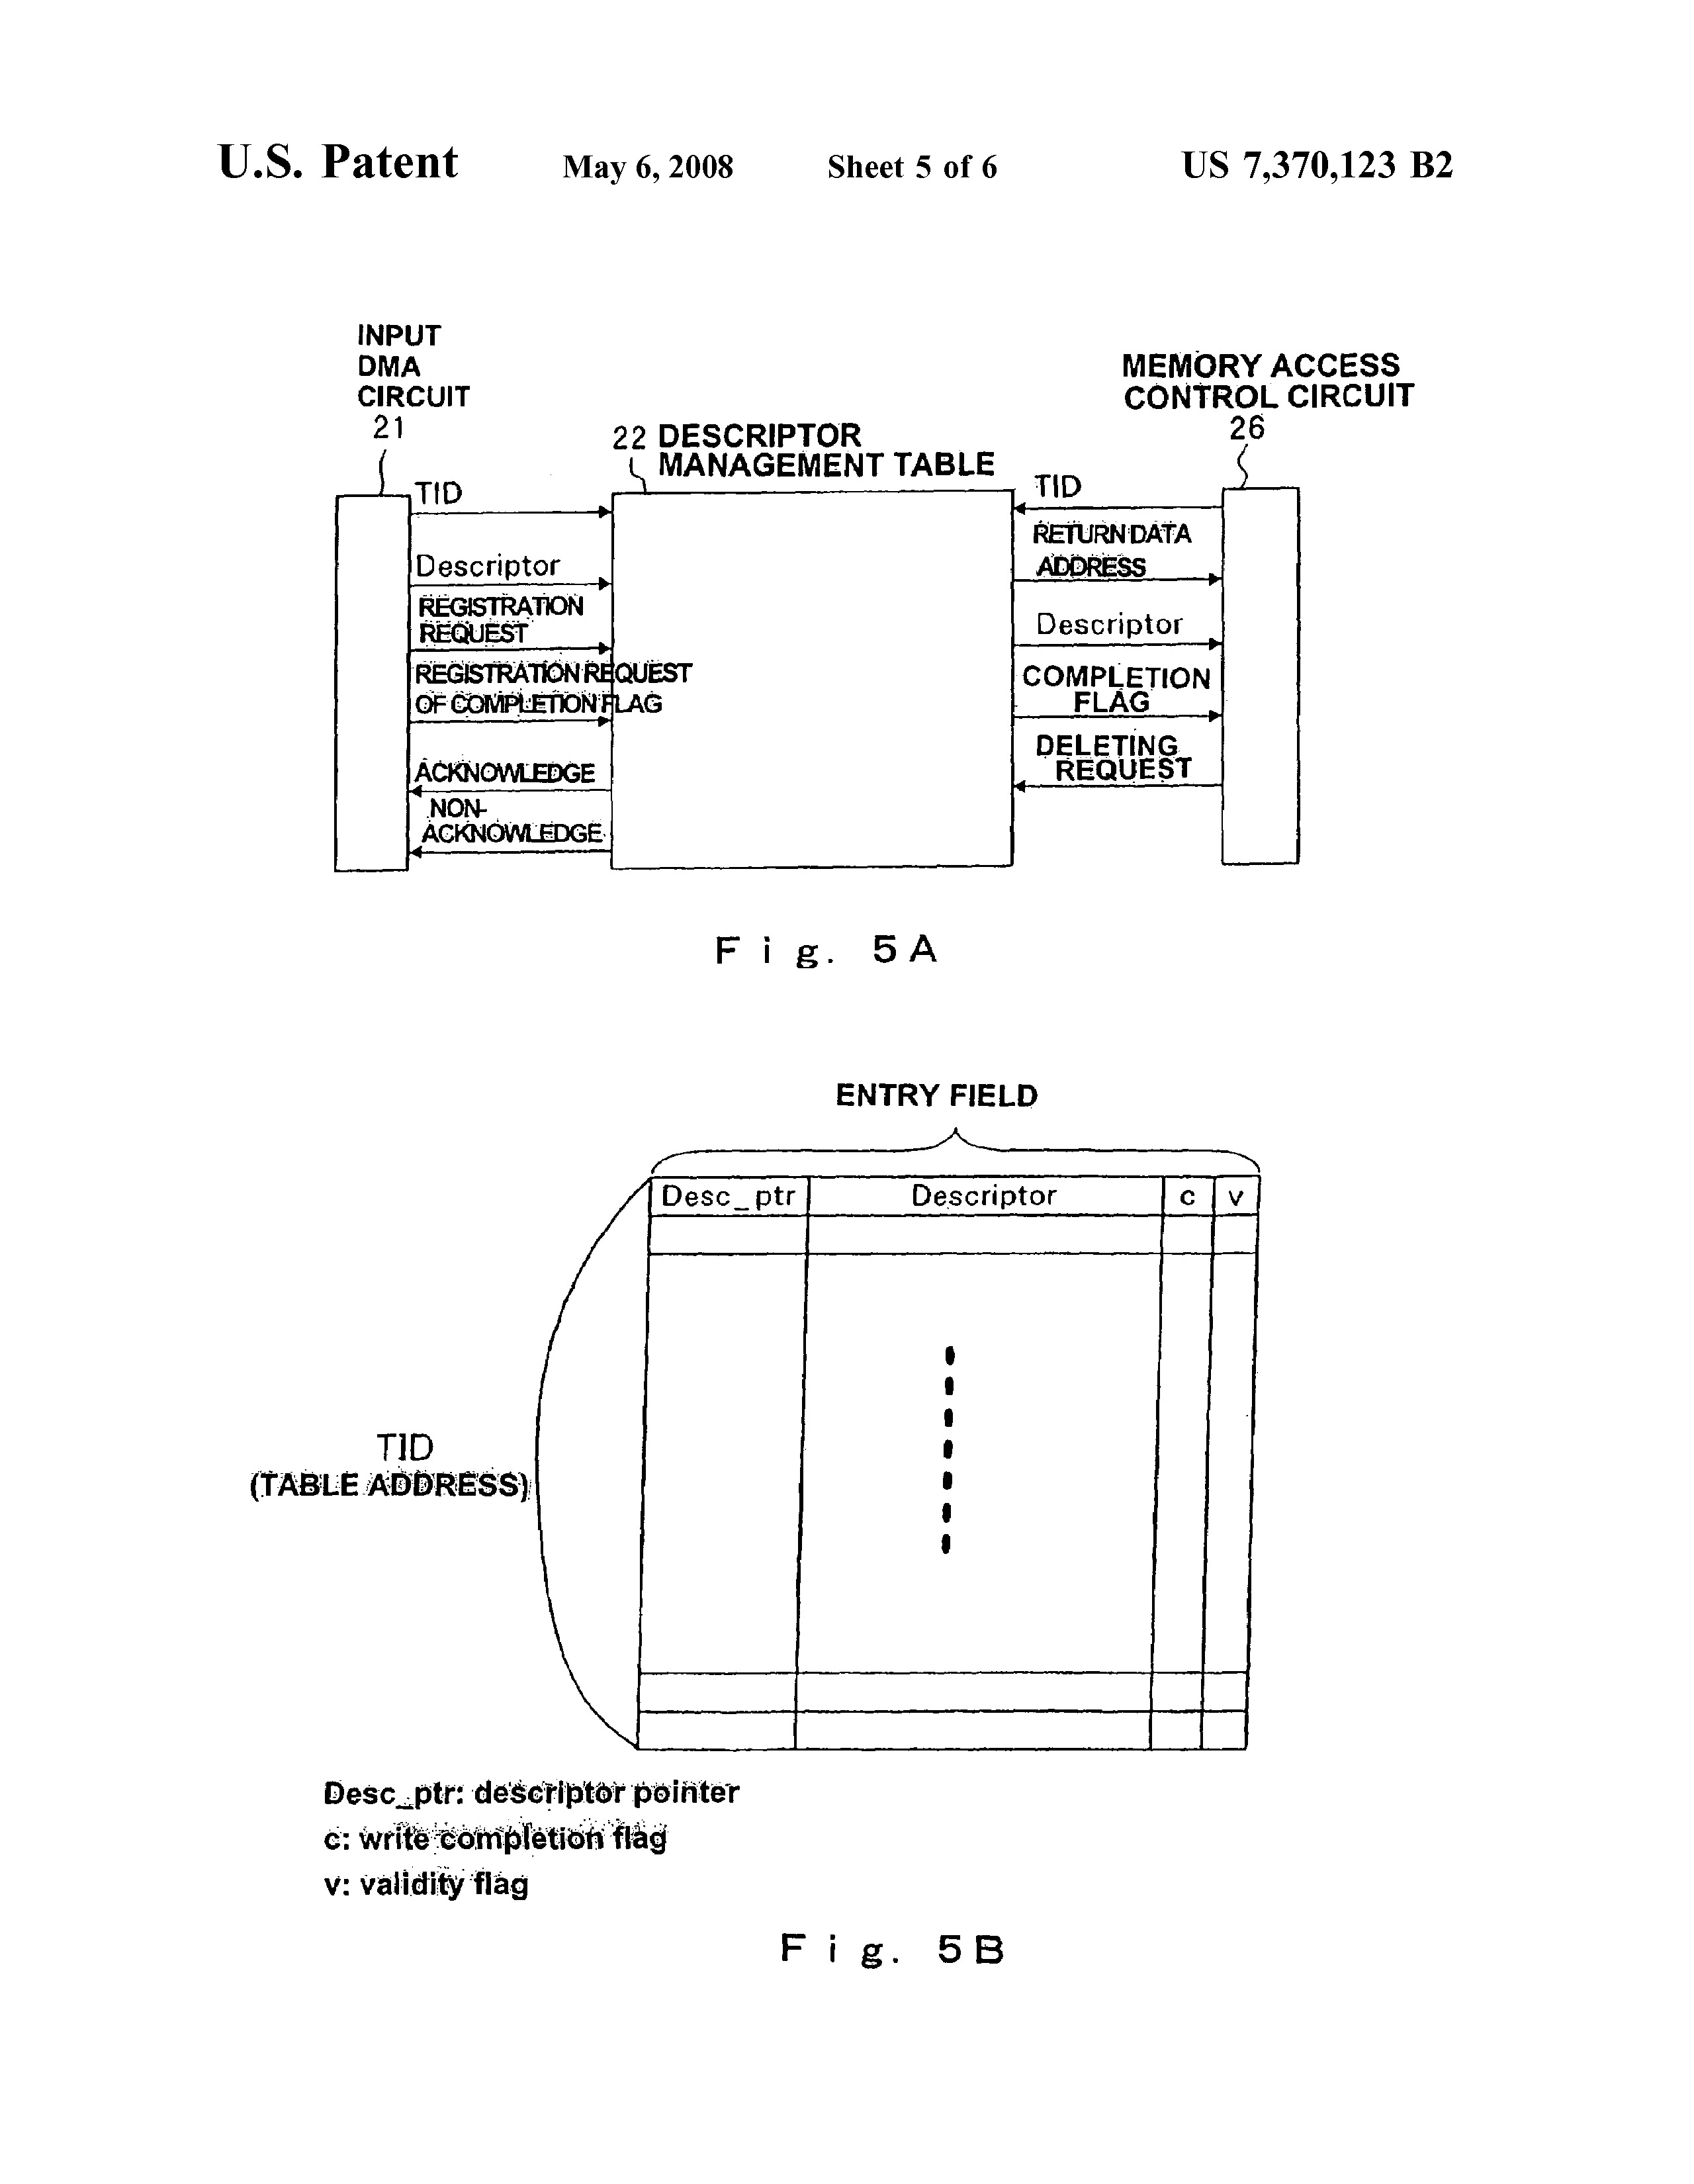 U.S. Patent May 6, 2008 Sheet 5 of 6 US 7,370,123 B2
INPUT
DMA
CIRCUIT
21
22 DESCRIPTOR
MANAGEMENT TABLE
MEMORY ACCESS
CONTROL CIRCUIT
26
TID
Descriptor
REGISTRATION
REQUEST
REGISTRATION REQUEST
OF COMPLETION FLAG
ACKNOWLEDGE
NON-
ACKNOWLEDGE
TID
RETURN DATA
ADDRESS
Descriptor
COMPLETION
FLAG
DELETING
REQUEST
Fig. 5A
ENTRY FIELD
Desc_ptr Descriptor c v
TID
(TABLE ADDRESS)
Desc_ptr: descriptor pointer
c: write completion flag
v: validity flag
Fig. 5B